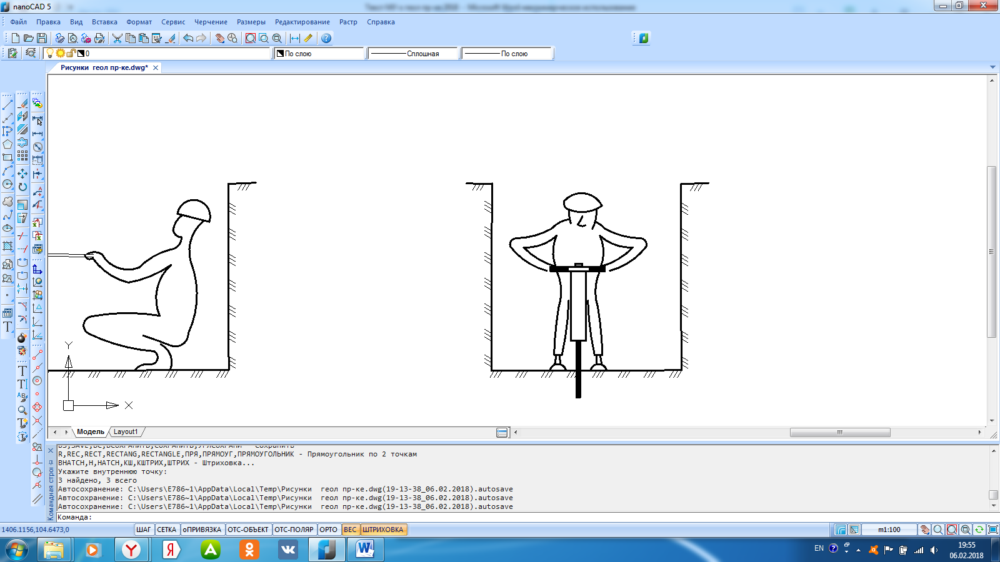 nanoCAD 5
Файл Правка Вид Вставка Формат Сервис Черчение Размеры Редактирование Растр Справка
0 По слою Сплошная По слою
Рисунки геол пр-ке.dwg*
Y
X
Модель Layout1
R,REC,RECT,RECTANG,RECTANGLE,ПРЯ,ПРЯМОУГ,ПРЯМОУГОЛЬНИК - Прямоугольник по 2 точкам
BHATCH,H,HATCH,КШ,КШТРИХ,ШТРИХ - Штриховка...
Укажите внутреннюю точку:
3 найдено, 3 всего
Автосохранение: C:\Users\E786~1\AppData\Local\Temp\Рисунки геол пр-ке.dwg(19-13-38_06.02.2018).autosave
Автосохранение: C:\Users\E786~1\AppData\Local\Temp\Рисунки геол пр-ке.dwg(19-13-38_06.02.2018).autosave
Автосохранение: C:\Users\E786~1\AppData\Local\Temp\Рисунки геол пр-ке.dwg(19-13-38_06.02.2018).autosave
Команда:
Командная строка
1406.1156,104.6473,0 ШАГ СЕТКА оПРИВЯЗКА ОТС-ОБЪЕКТ ОТС-ПОЛЯР ОРТО ВЕС ШТРИХОВКА m1:100
EN 19:55
06.02.2018